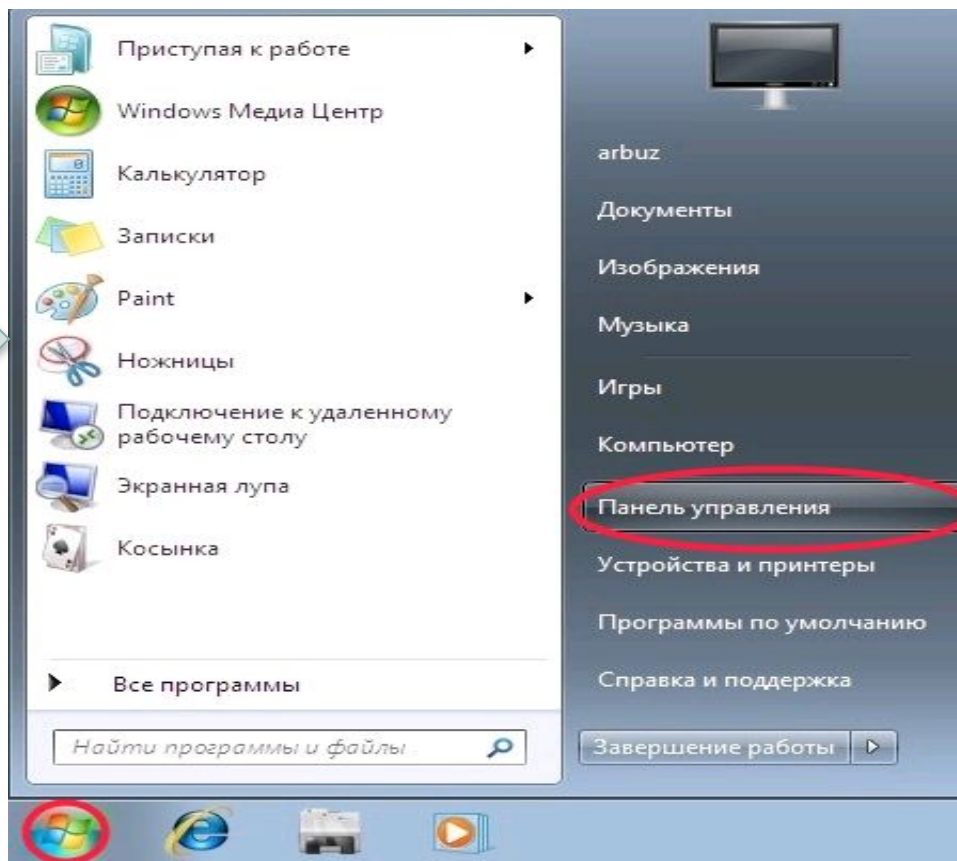 Приступая к работе
Windows Медиа Центр
Калькулятор
Записки
Paint
Ножницы
Подключение к удаленному
рабочему столу
Экранная лупа
Косынка
Все программы
Найти програмmы и файлы
arbuz
Документы
Изображения
Музыка
Игры
Компьютер
Панель управления
Устройства и принтеры
Программы по умолчанию
Справка и поддержка
Завершение работы